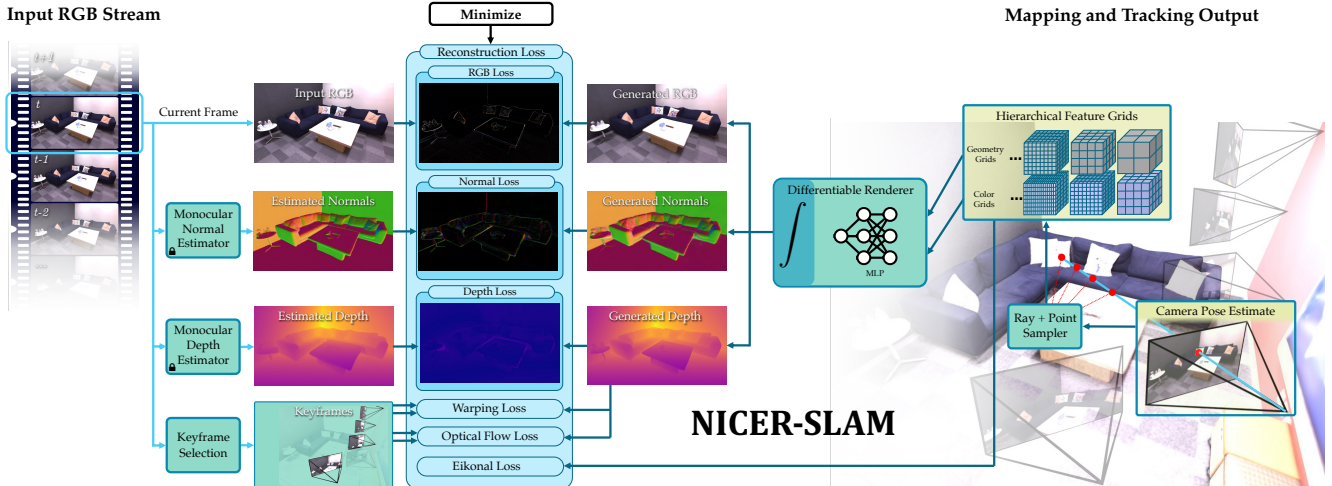 Input RGB Stream
Minimize
Mapping and Tracking Output
t+1
t
t-1
t-2
...
Current Frame
Reconstruction Loss
RGB Loss
Input RGB
Generated RGB
Normal Loss
Estimated Normals
Generated Normals
Depth Loss
Estimated Depth
Generated Depth
Monocular
Normal
Estimator
Monocular
Depth
Estimator
Keyframe
Selection
Keyframes
Warping Loss
Optical Flow Loss
Eikonal Loss
Differentiable Renderer
∫
MLP
Hierarchical Feature Grids
Geometry
Grids
...
Color
Grids
...
Ray + Point
Sampler
Camera Pose Estimate
NICER-SLAM